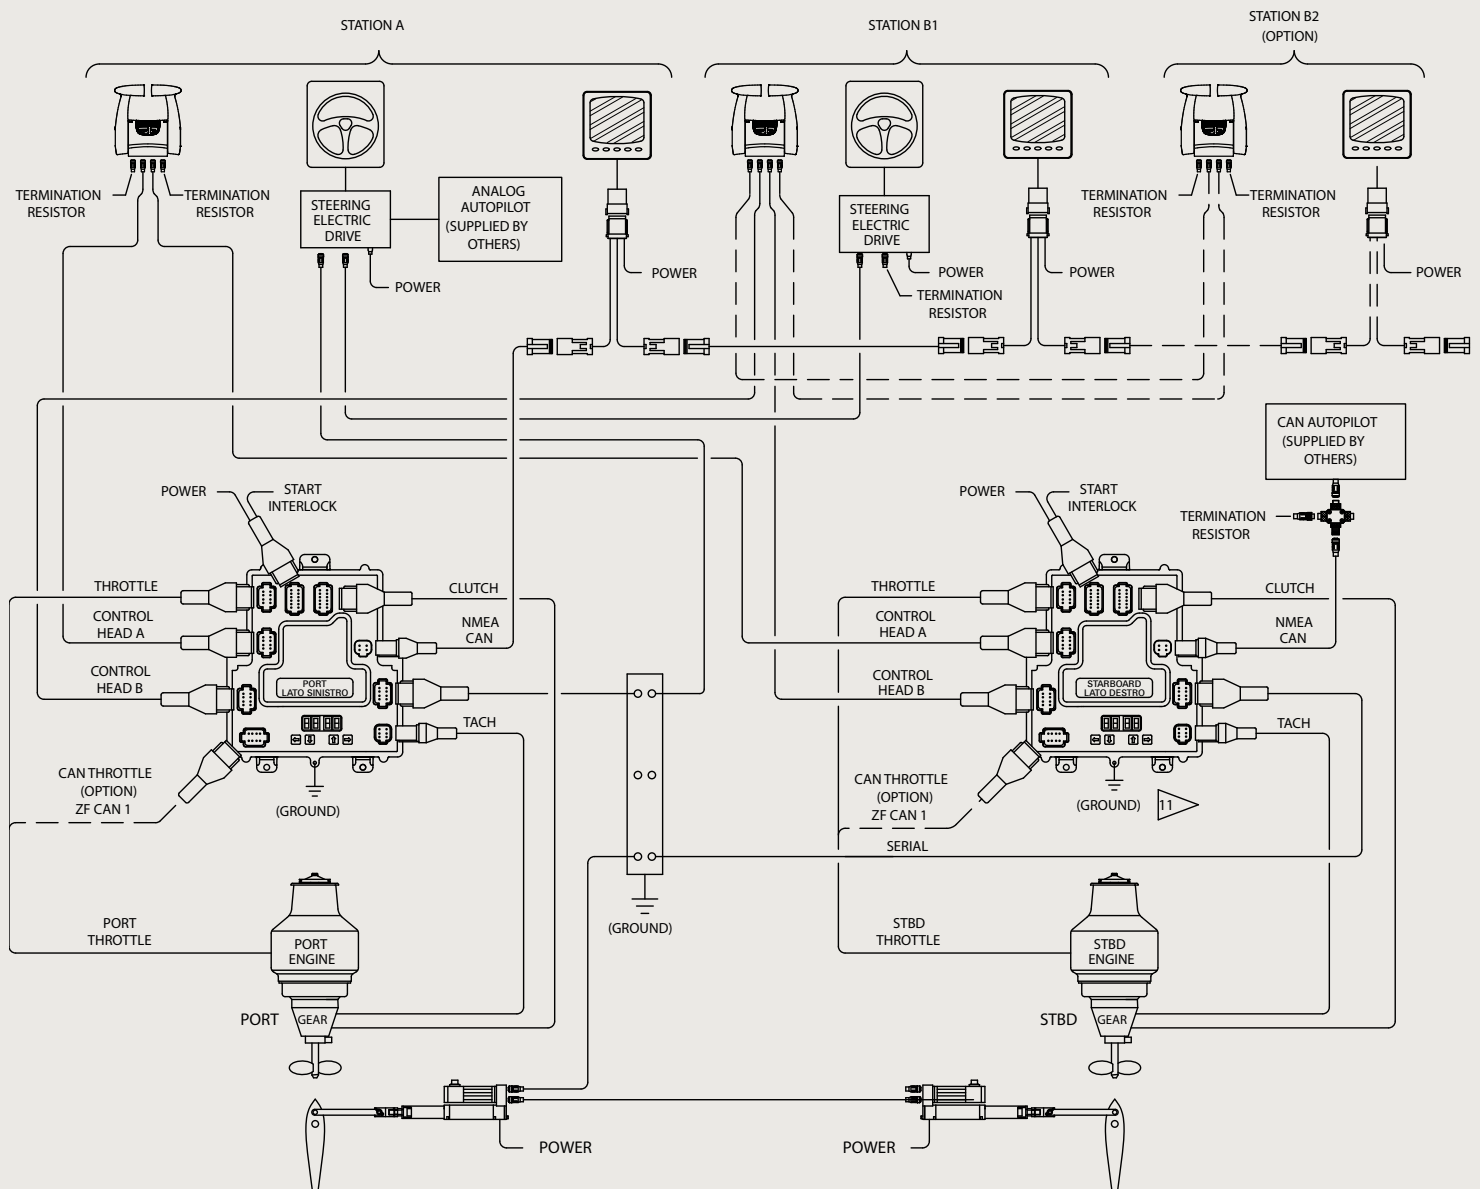 STATION A
STATION B1
STATION B2
(OPTION)
TERMINATION
RESISTOR
TERMINATION
RESISTOR
STEERING
ELECTRIC
DRIVE
ANALOG
AUTOPILOT
(SUPPLIED BY
OTHERS)
POWER
POWER
STEERING
ELECTRIC
DRIVE
POWER
TERMINATION
RESISTOR
POWER
TERMINATION
RESISTOR
TERMINATION
RESISTOR
POWER
CAN AUTOPILOT
(SUPPLIED BY
OTHERS)
TERMINATION
RESISTOR
POWER
START
INTERLOCK
THROTTLE
CONTROL
HEAD A
CONTROL
HEAD B
CLUTCH
NMEA
CAN
PORT
LATO SINISTRO
TACH
CAN THROTTLE
(OPTION)
ZF CAN 1
(GROUND)
POWER
START
INTERLOCK
THROTTLE
CONTROL
HEAD A
CONTROL
HEAD B
CLUTCH
NMEA
CAN
STARBOARD
LATO DESTRO
TACH
CAN THROTTLE
(OPTION)
ZF CAN 1
(GROUND)
11
SERIAL
(GROUND)
PORT
THROTTLE
PORT
ENGINE
PORT
GEAR
STBD
THROTTLE
STBD
ENGINE
STBD
GEAR
POWER
POWER